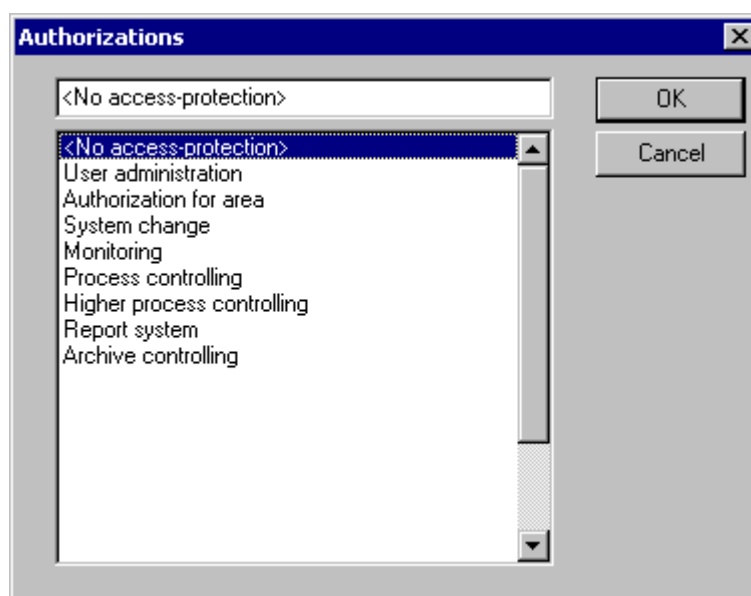 Authorizations
<No access-protection>
OK
<No access-protection>
Cancel
User administration
Authorization for area
System change
Monitoring
Process controlling
Higher process controlling
Report system
Archive controlling